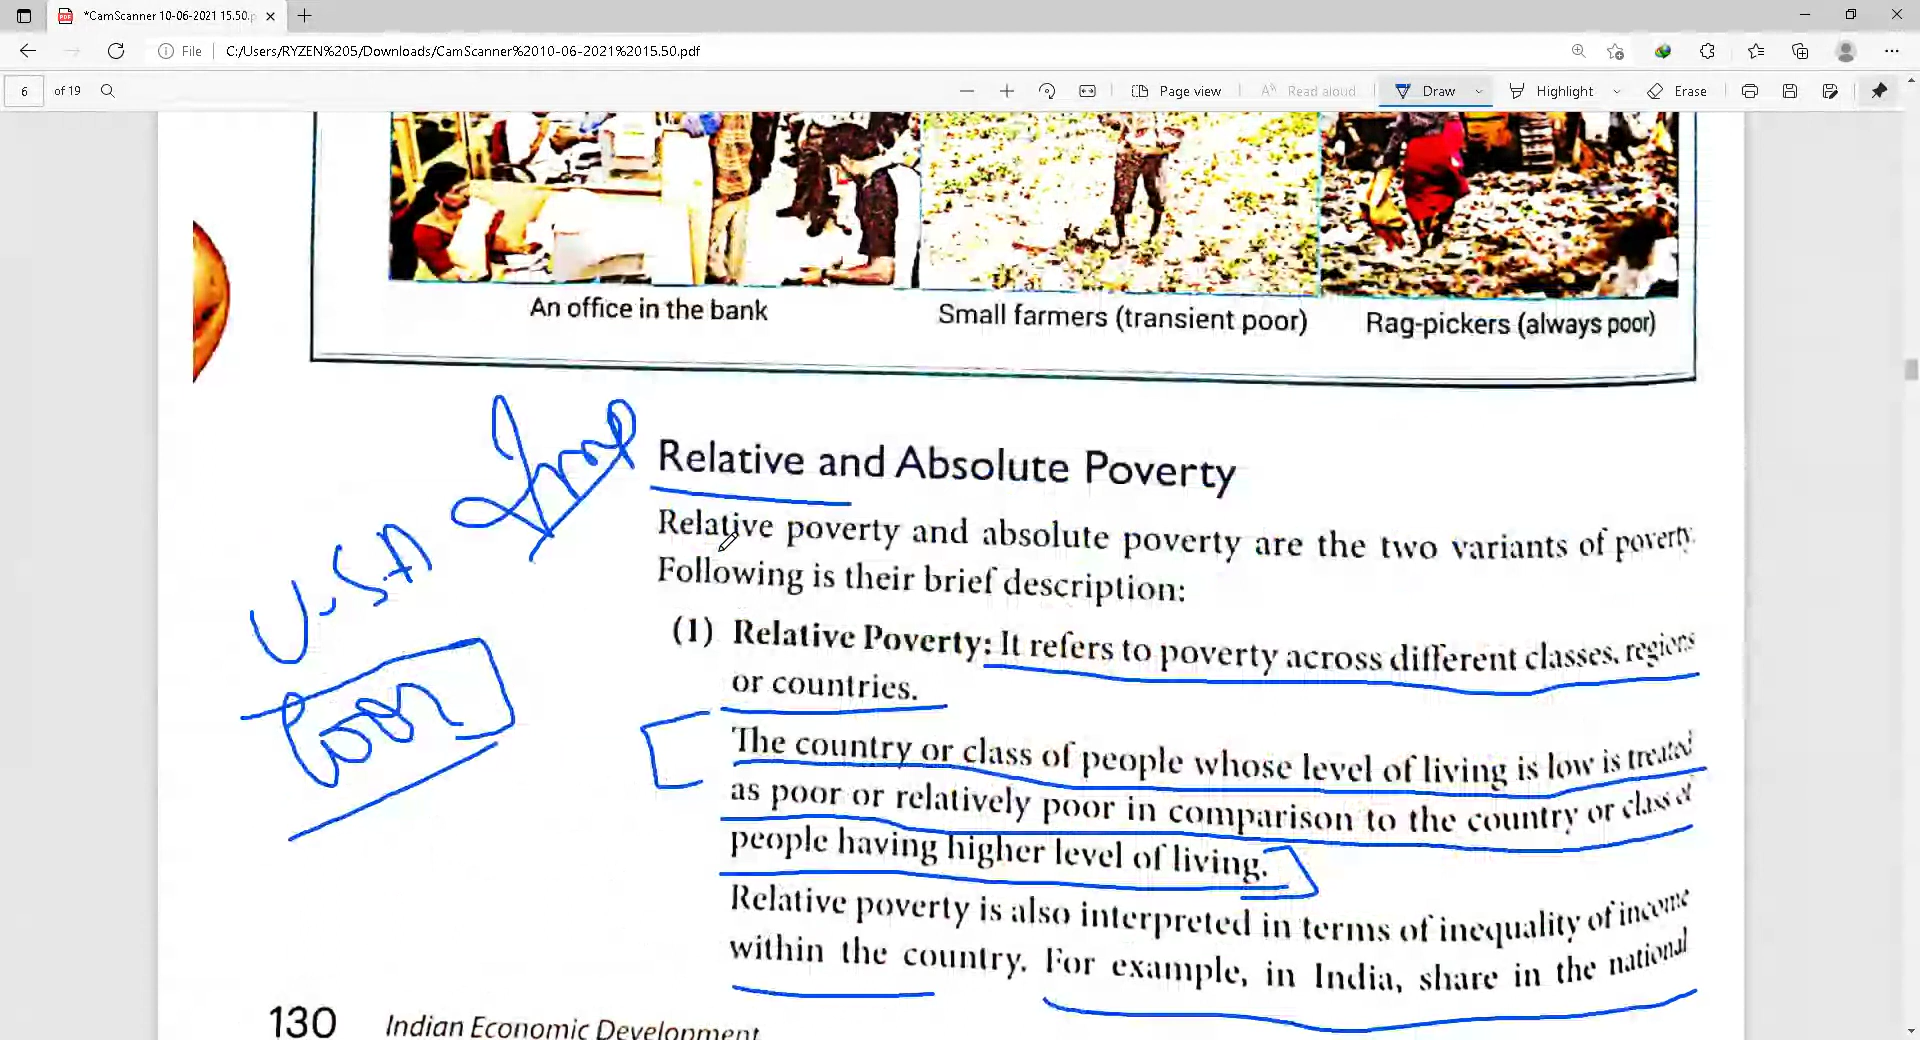 *CamScanner 10-06-2021 15.50.p
File C:/Users/RYZEN%205/Downloads/CamScanner%2010-06-2021%2015.50.pdf
6 of 19 Page view Read aloud Draw Highlight Erase
An office in the bank Small farmers (transient poor) Rag-pickers (always poor)
Imp
U.S.A
Poor
Relative and Absolute Poverty
Relative poverty and absolute poverty are the two variants of poverty.
Following is their brief description:
(1) Relative Poverty: It refers to poverty across different classes, regions
or countries.
The country or class of people whose level of living is low is treated
as poor or relatively poor in comparison to the country or class of
people having higher level of living.
Relative poverty is also interpreted in terms of inequality of income
within the country. For example, in India, share in the national
130 Indian Economic Development